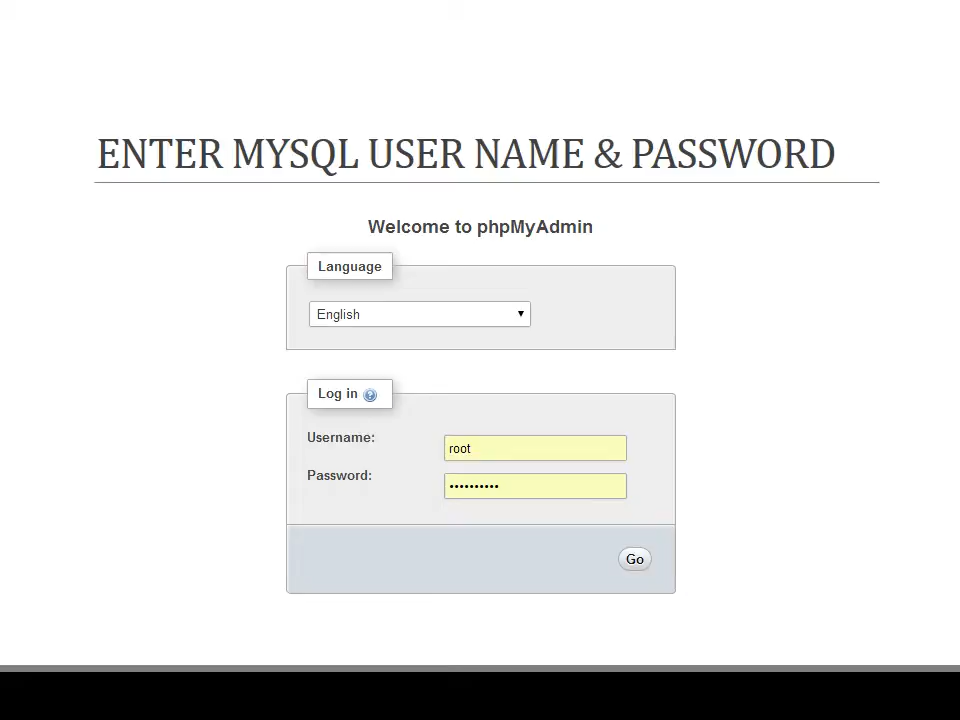 ENTER MYSQL USER NAME & PASSWORD
Welcome to phpMyAdmin
Language
English
Log in
Username:
root
Password:
••••••••••
Go